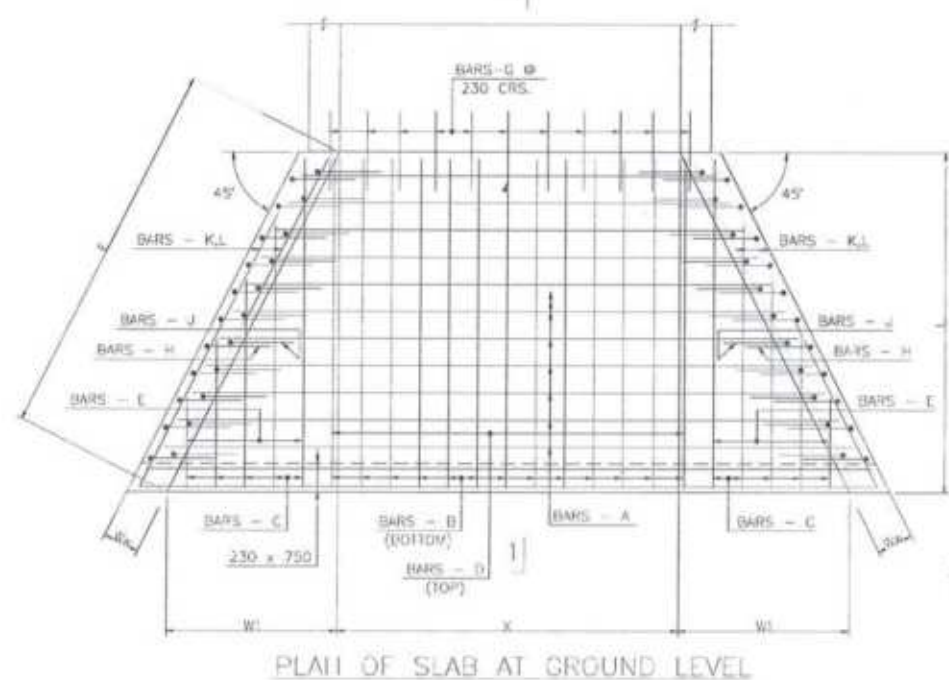 BARS-G @
230 CRS.
45°
45°
BARS - K,L
BARS - K,L
BARS - J
BARS - J
BARS - H
BARS - H
BARS - E
BARS - E
BARS - C
BARS - B
(BOTTOM)
BARS - A
BARS - C
230 x 750
BARS - D
(TOP)
1
W1
X
W1
PLAN OF SLAB AT GROUND LEVEL